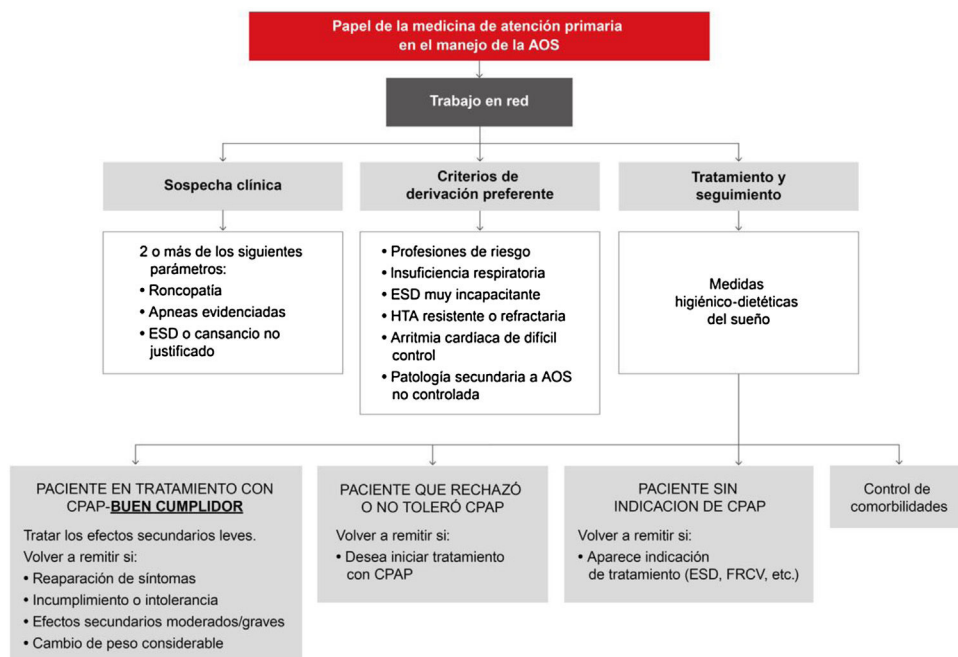 Papel de la medicina de atención primaria
en el manejo de la AOS
Trabajo en red
Sospecha clínica
2 o más de los siguientes
parámetros:
• Roncopatía
• Apneas evidenciadas
• ESD o cansancio no
justificado
Criterios de
derivación preferente
• Profesiones de riesgo
• Insuficiencia respiratoria
• ESD muy incapacitante
• HTA resistente o refractaria
• Arritmia cardíaca de difícil
control
• Patología secundaria a AOS
no controlada
Tratamiento y
seguimiento
Medidas
higiénico-dietéticas
del sueño
PACIENTE EN TRATAMIENTO CON
CPAP-BUEN CUMPLIDOR
Tratar los efectos secundarios leves.
Volver a remitir si:
• Reaparación de síntomas
• Incumplimiento o intolerancia
• Efectos secundarios moderados/graves
• Cambio de peso considerable
PACIENTE QUE RECHAZÓ
O NO TOLERÓ CPAP
Volver a remitir si:
• Desea iniciar tratamiento
con CPAP
PACIENTE SIN
INDICACION DE CPAP
Volver a remitir si:
• Aparece indicación
de tratamiento (ESD, FRCV, etc.)
Control de
comorbilidades